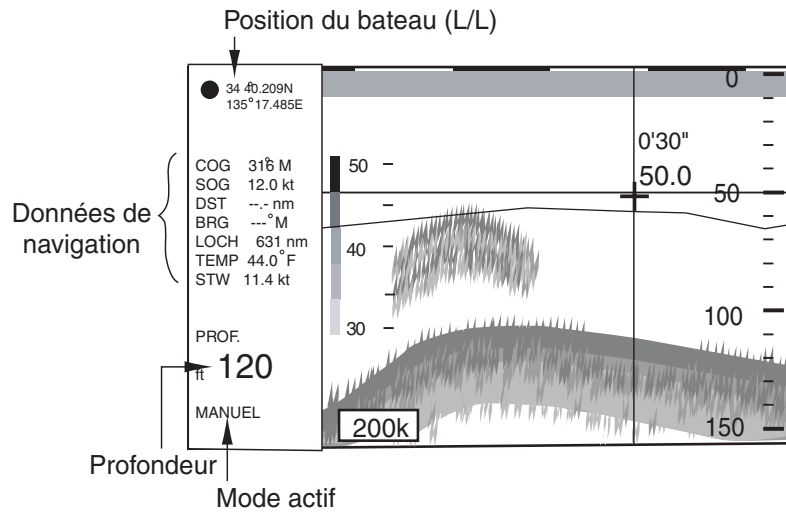 Position du bateau (L/L)
34°40.209N
135°17.485E
Données de
navigation
COG 316° M
SOG 12.0 kt
DST --.- nm
BRG ---° M
LOCH 631 nm
TEMP 44.0°F
STW 11.4 kt
PROF.
ft 120
MANUEL
Profondeur
Mode actif
50
40
30
200k
0'30"
50.0
0
50
100
150